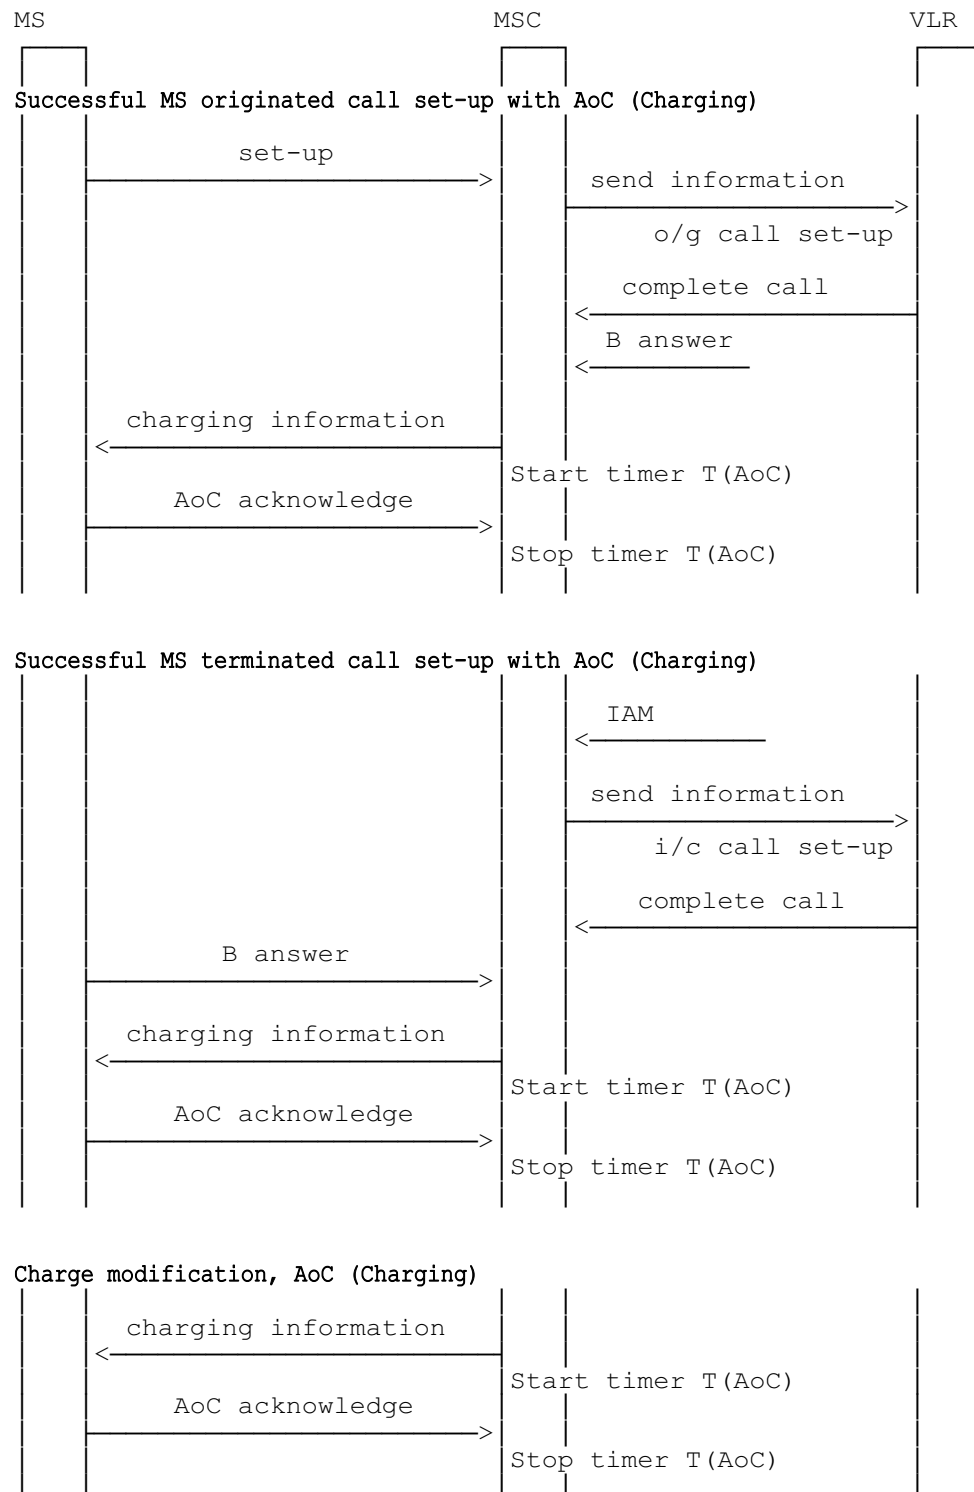 MS MSC VLR
Successful MS originated call set-up with AoC (Charging)
set-up
send information
o/g call set-up
complete call
B answer
charging information
Start timer T(AoC)
AoC acknowledge
Stop timer T(AoC)
Successful MS terminated call set-up with AoC (Charging)
IAM
send information
i/c call set-up
complete call
B answer
charging information
Start timer T(AoC)
AoC acknowledge
Stop timer T(AoC)
Charge modification, AoC (Charging)
charging information
Start timer T(AoC)
AoC acknowledge
Stop timer T(AoC)